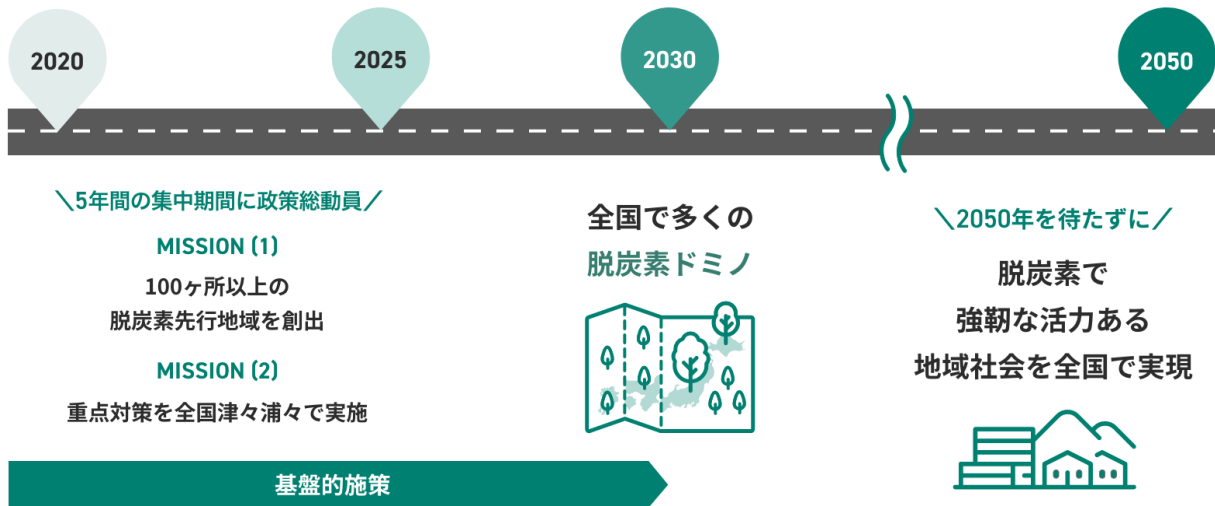 2020
2025
2030
2050
\5年間の集中期間に政策総動員/
MISSION (1)
100ヶ所以上の
脱炭素先行地域を創出
MISSION (2)
重点対策を全国津々浦々で実施
全国で多くの
脱炭素ドミノ
\2050年を待たずに/
脱炭素で
強靭な活力ある
地域社会を全国で実現
基盤的施策